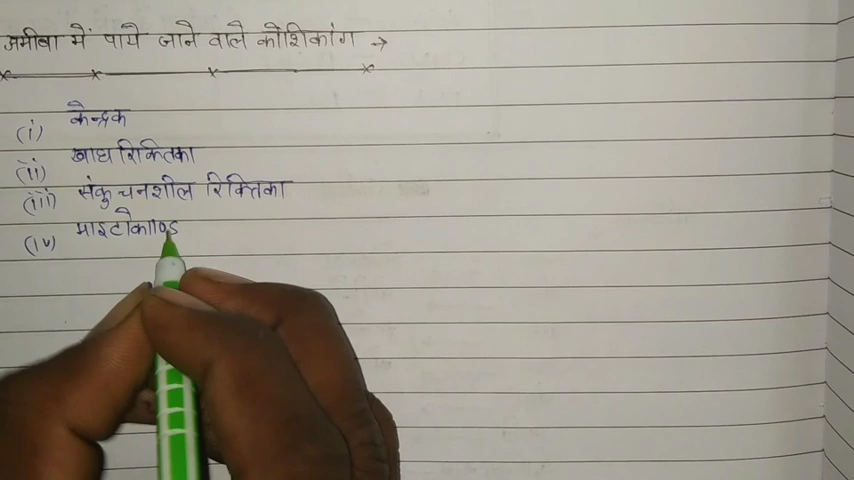 अमीबा में पाये जाने वाले कोशिकांग →
(i) केन्द्रक
(ii) खाद्य रिक्तिका
(iii) संकुचनशील रिक्तिका
(iv) माइटोकाण्ड